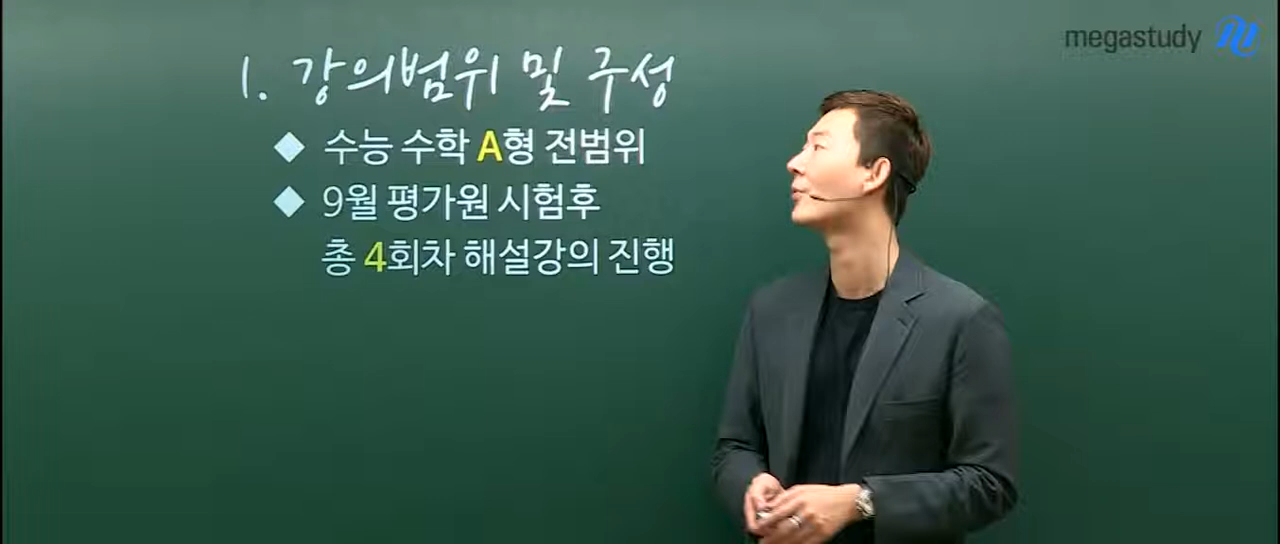 megastudy M
1. 강의범위 및 구성
◆ 수능 수학 A형 전범위
◆ 9월 평가원 시험후
총 4회차 해설강의 진행